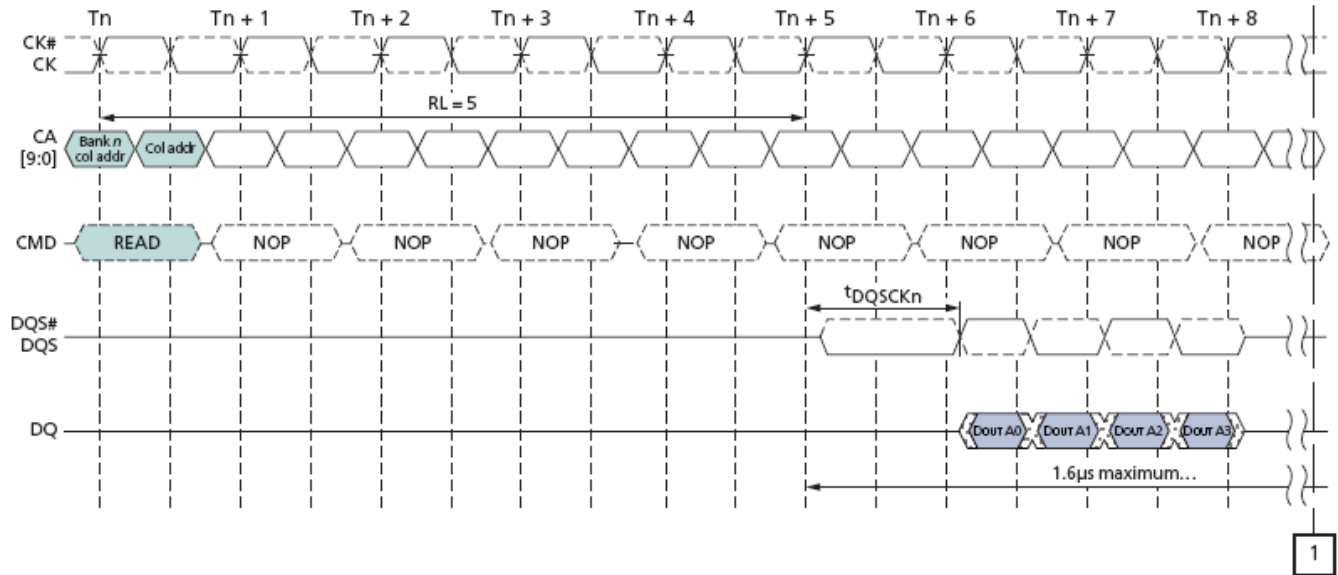 Tn Tn + 1 Tn + 2 Tn + 3 Tn + 4 Tn + 5 Tn + 6 Tn + 7 Tn + 8
CK#
CK
RL = 5
CA
[9:0]
Bank n
col addr
Col addr
CMD READ NOP NOP NOP NOP NOP NOP NOP NOP
tDQSCKn
DQS#
DQS
DQ DOUT A0 DOUT A1 DOUT A2 DOUT A3
1.6µs maximum…
1